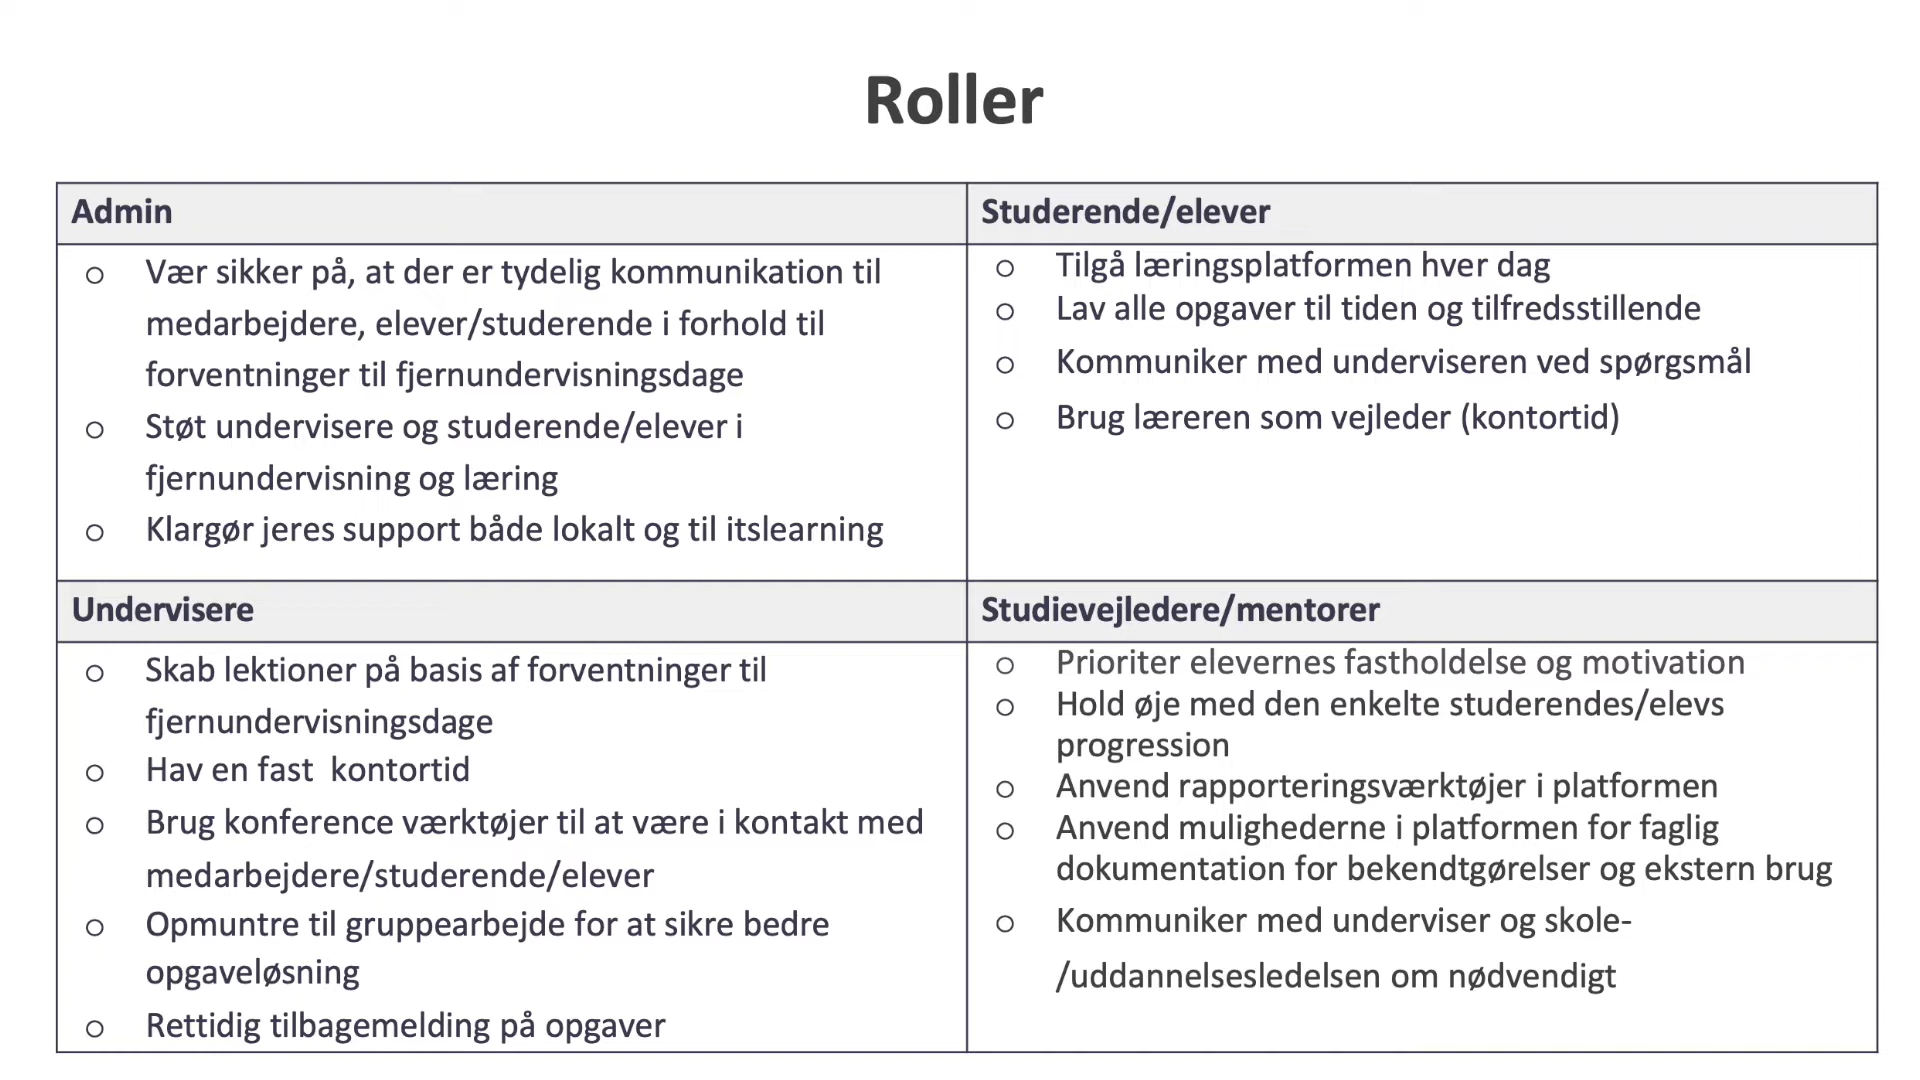 Roller
Admin
○ Vær sikker på, at der er tydelig kommunikation til
medarbejdere, elever/studerende i forhold til
forventninger til fjernundervisningsdage
○ Støt undervisere og studerende/elever i
fjernundervisning og læring
○ Klargør jeres support både lokalt og til itslearning
Studerende/elever
○ Tilgå læringsplatformen hver dag
○ Lav alle opgaver til tiden og tilfredsstillende
○ Kommuniker med underviseren ved spørgsmål
○ Brug læreren som vejleder (kontortid)
Undervisere
○ Skab lektioner på basis af forventninger til
fjernundervisningsdage
○ Hav en fast  kontortid
○ Brug konference værktøjer til at være i kontakt med
medarbejdere/studerende/elever
○ Opmuntre til gruppearbejde for at sikre bedre
opgaveløsning
○ Rettidig tilbagemelding på opgaver
Studievejledere/mentorer
○ Prioriter elevernes fastholdelse og motivation
○ Hold øje med den enkelte studerendes/elevs
progression
○ Anvend rapporteringsværktøjer i platformen
○ Anvend mulighederne i platformen for faglig
dokumentation for bekendtgørelser og ekstern brug
○ Kommuniker med underviser og skole-
/uddannelsesledelsen om nødvendigt